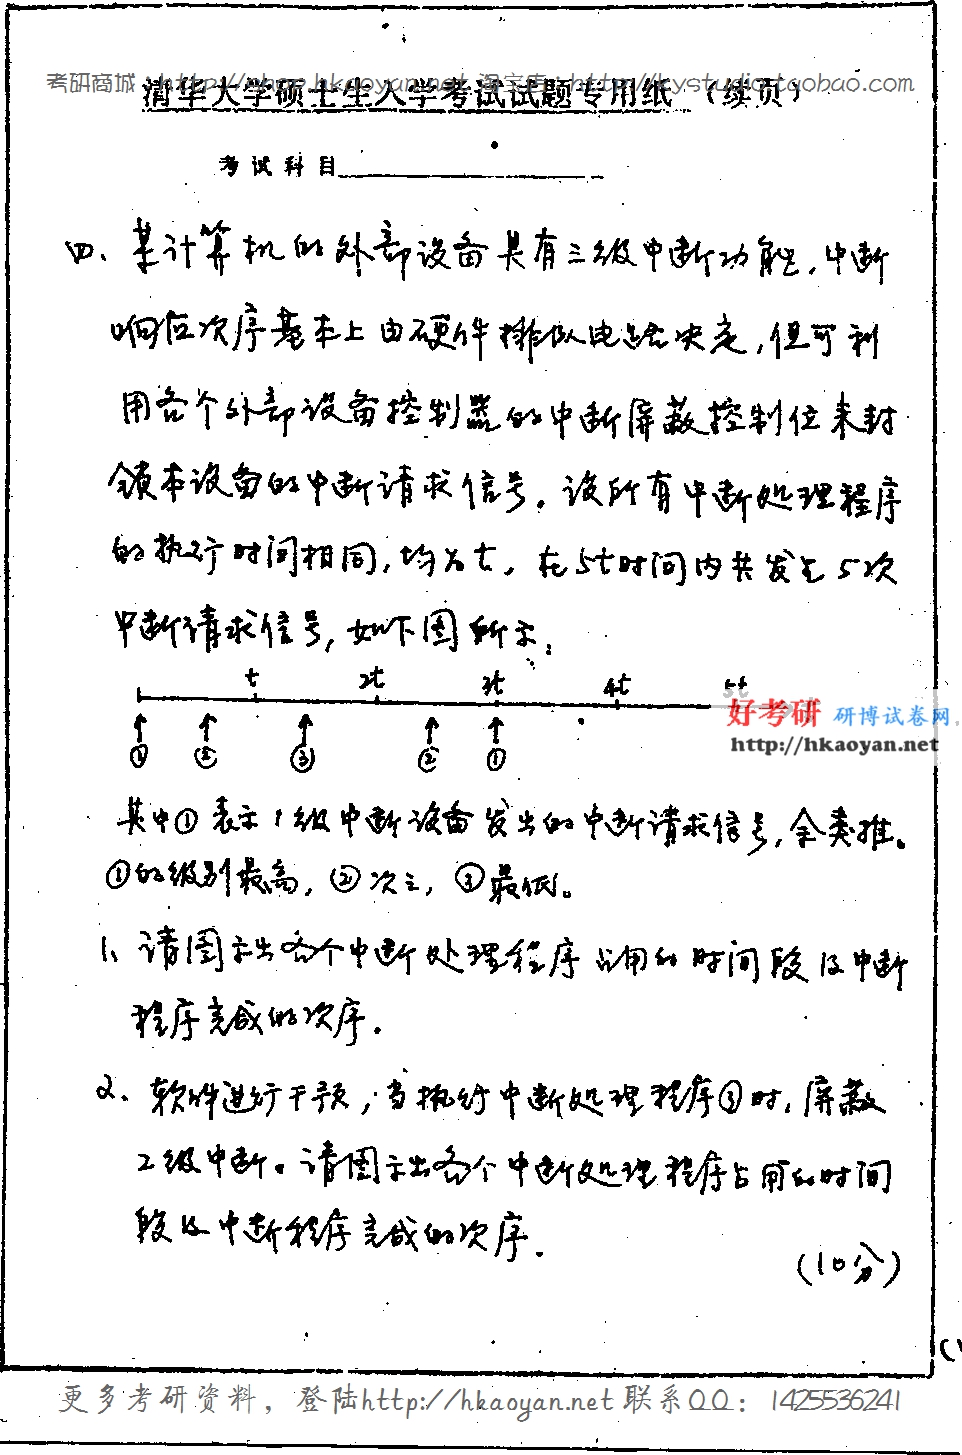 考研商城：http://shop.hkaoyan.net 淘宝店：http://kystudio.taobao.com
清华大学硕士生入学考试试题专用纸 （续页）
考试科目
四、某计算机的外部设备具有三级中断功能，中断
响应次序基本上由硬件排队电路决定，但可利
用各个外部设备控制器的中断屏蔽控制位来封
锁本设备的中断请求信号。设所有中断处理程序
的执行时间相同，均为t，在5t时间内共发生5次
中断请求信号，如下图所示：
t 2t 3t 4t 5t
① ② ③ ② ①
好考研 研博试卷网
http://hkaoyan.net
其中①表示1级中断设备发出的中断请求信号，余类推。
①的级别最高，②次之，③最低。
1、请图示出各个中断处理程序占用的时间段及中断
程序完成的次序。
2、软件进行干预，当执行中断处理程序③时，屏蔽
2级中断。请图示出各个中断处理程序占用的时间
段及中断程序完成的次序。
（10分）
更多考研资料，登陆http://hkaoyan.net 联系QQ：1425536241